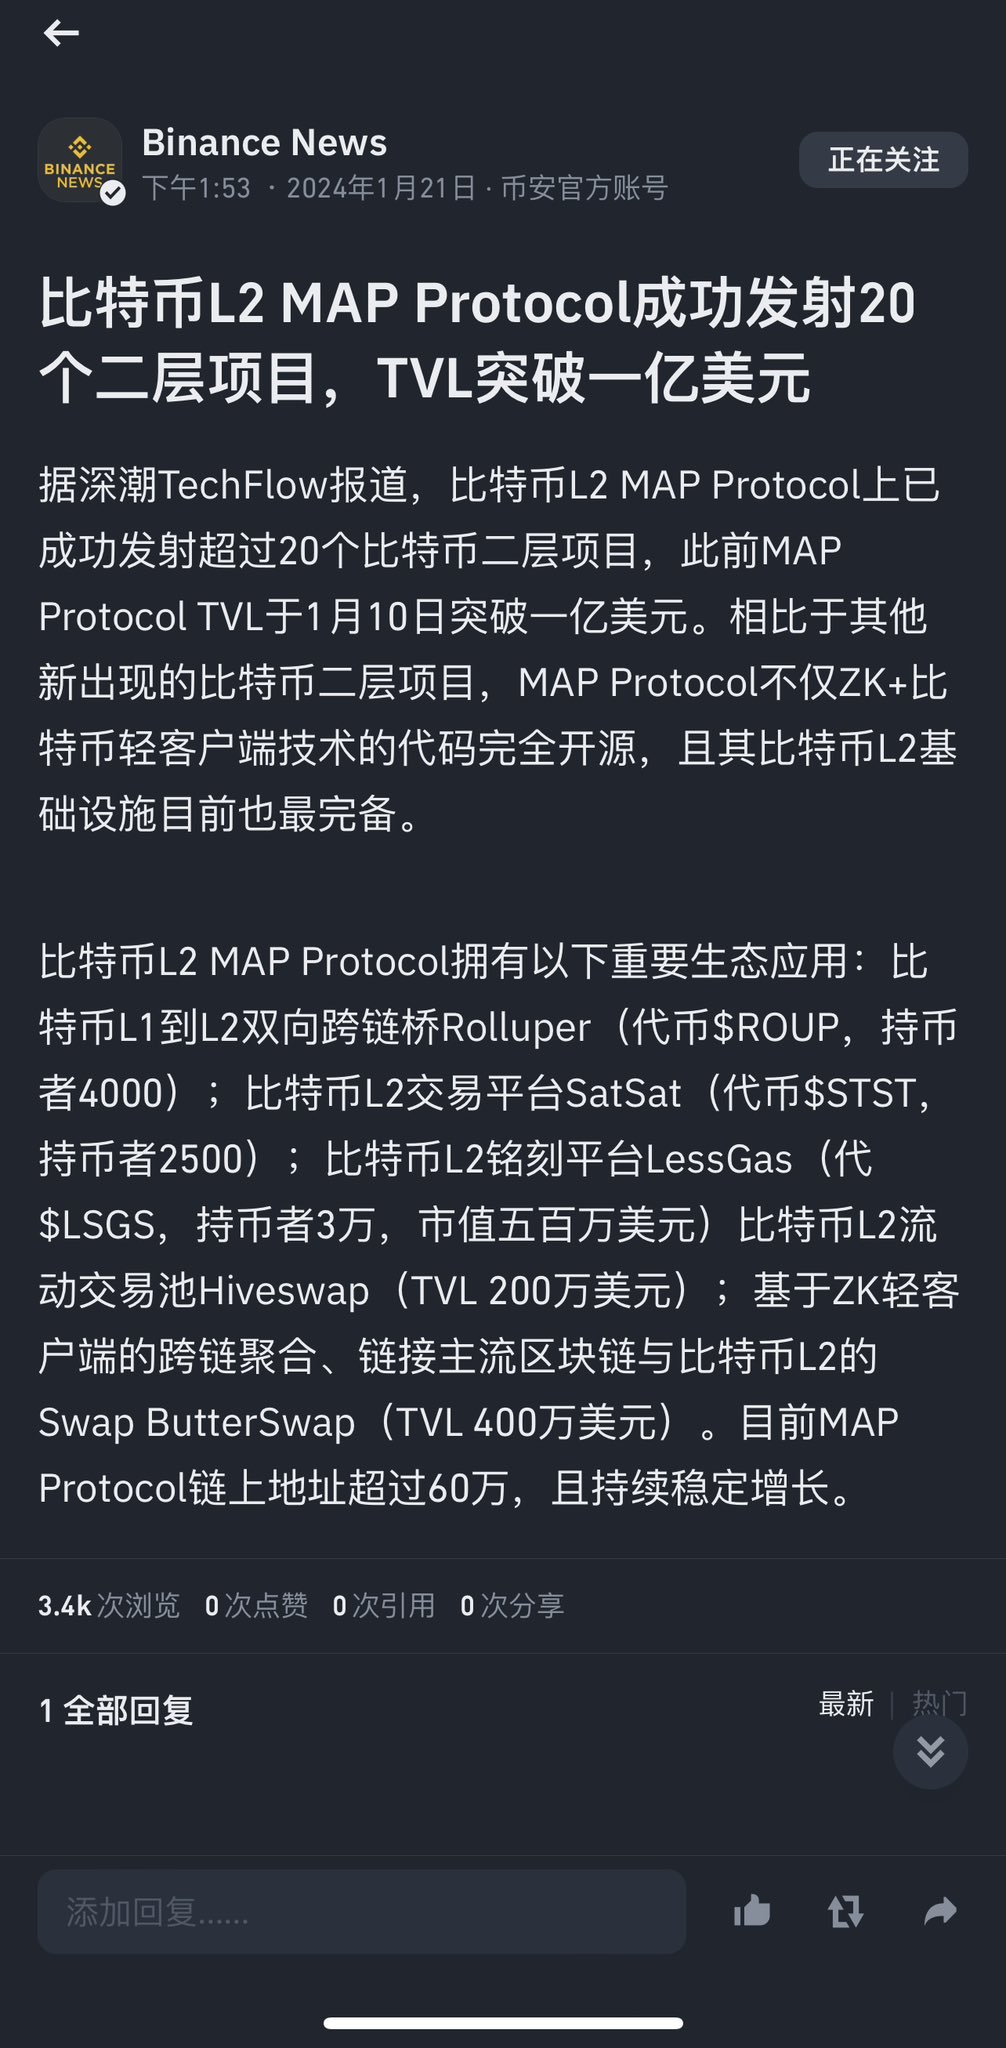 BINANCE
NEWS
Binance News
下午1:53 · 2024年1月21日 · 币安官方账号
正在关注
比特币L2 MAP Protocol成功发射20
个二层项目，TVL突破一亿美元
据深潮TechFlow报道，比特币L2 MAP Protocol上已
成功发射超过20个比特币二层项目，此前MAP
Protocol TVL于1月10日突破一亿美元。相比于其他
新出现的比特币二层项目，MAP Protocol不仅ZK+比
特币轻客户端技术的代码完全开源，且其比特币L2基
础设施目前也最完备。
比特币L2 MAP Protocol拥有以下重要生态应用：比
特币L1到L2双向跨链桥Rolluper（代币$ROUP，持币
者4000）；比特币L2交易平台SatSat（代币$STST，
持币者2500）；比特币L2铭刻平台LessGas（代
$LSGS，持币者3万，市值五百万美元）比特币L2流
动交易池Hiveswap（TVL 200万美元）；基于ZK轻客
户端的跨链聚合、链接主流区块链与比特币L2的
Swap ButterSwap（TVL 400万美元）。目前MAP
Protocol链上地址超过60万，且持续稳定增长。
3.4k次浏览 0次点赞 0次引用 0次分享
1 全部回复
最新 | 热门
添加回复......